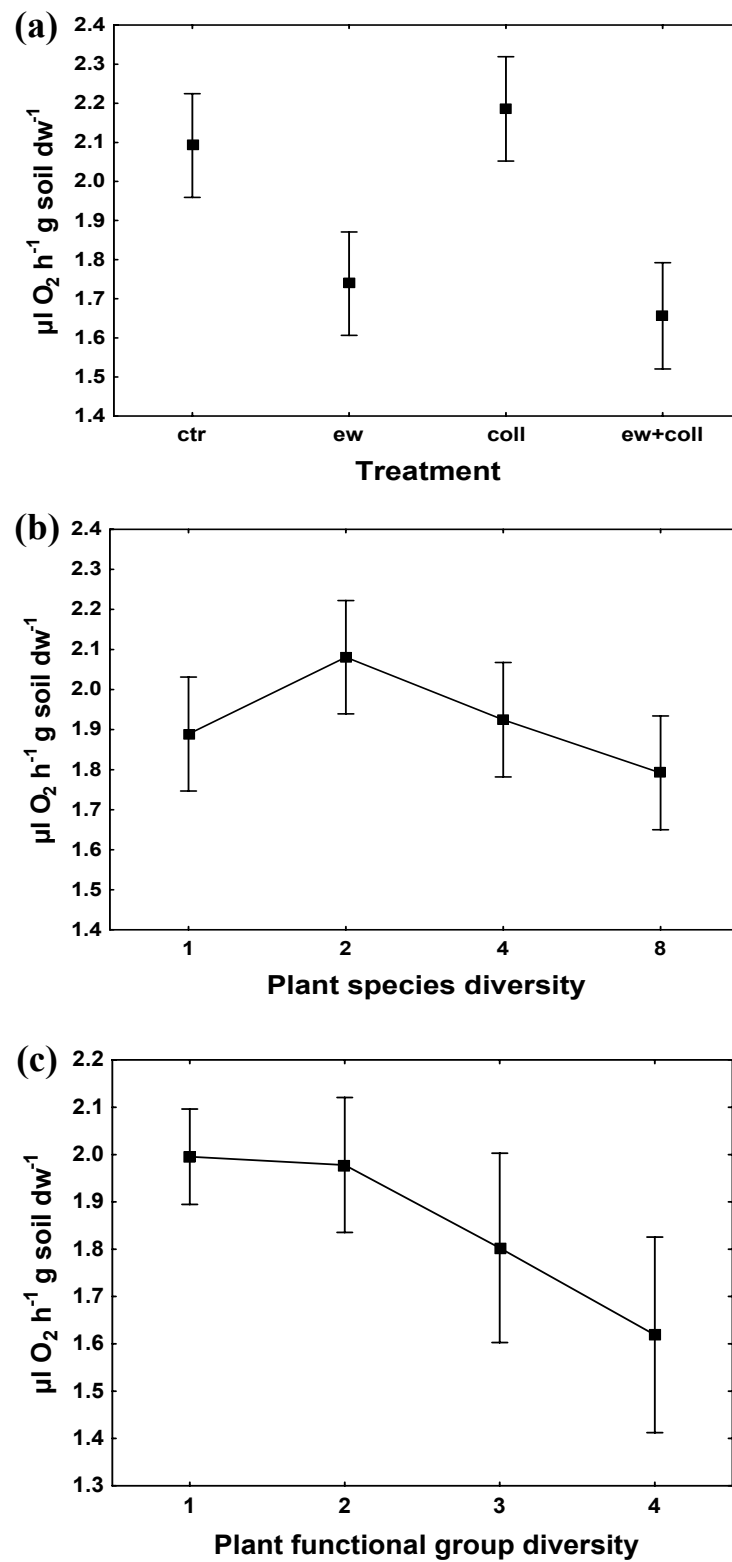 (a)
µl O₂ h⁻¹ g soil dw⁻¹
2.4
2.3
2.2
2.1
2.0
1.9
1.8
1.7
1.6
1.5
1.4
ctr ew coll ew+coll
Treatment
(b)
µl O₂ h⁻¹ g soil dw⁻¹
2.4
2.3
2.2
2.1
2.0
1.9
1.8
1.7
1.6
1.5
1.4
1 2 4 8
Plant species diversity
(c)
µl O₂ h⁻¹ g soil dw⁻¹
2.2
2.1
2.0
1.9
1.8
1.7
1.6
1.5
1.4
1.3
1 2 3 4
Plant functional group diversity